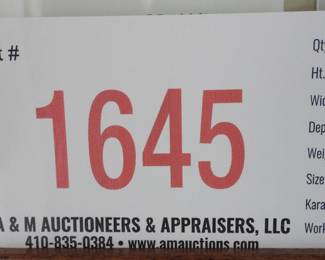 #
1645
& M AUCTIONEERS & APPRAISERS, LLC
410-835-0384 • www.amauctions.com
Qty
Ht.
Wid
Dep
Wei
Size
Kara
Work